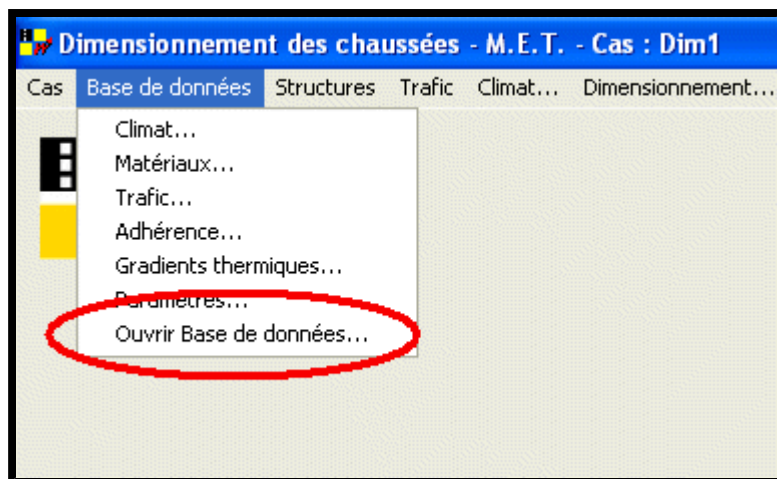 Dimensionnement des chaussées - M.E.T. - Cas : Dim1
Cas Base de données Structures Trafic Climat... Dimensionnement...
Climat...
Matériaux...
Trafic...
Adhérence...
Gradients thermiques...
Paramètres...
Ouvrir Base de données...